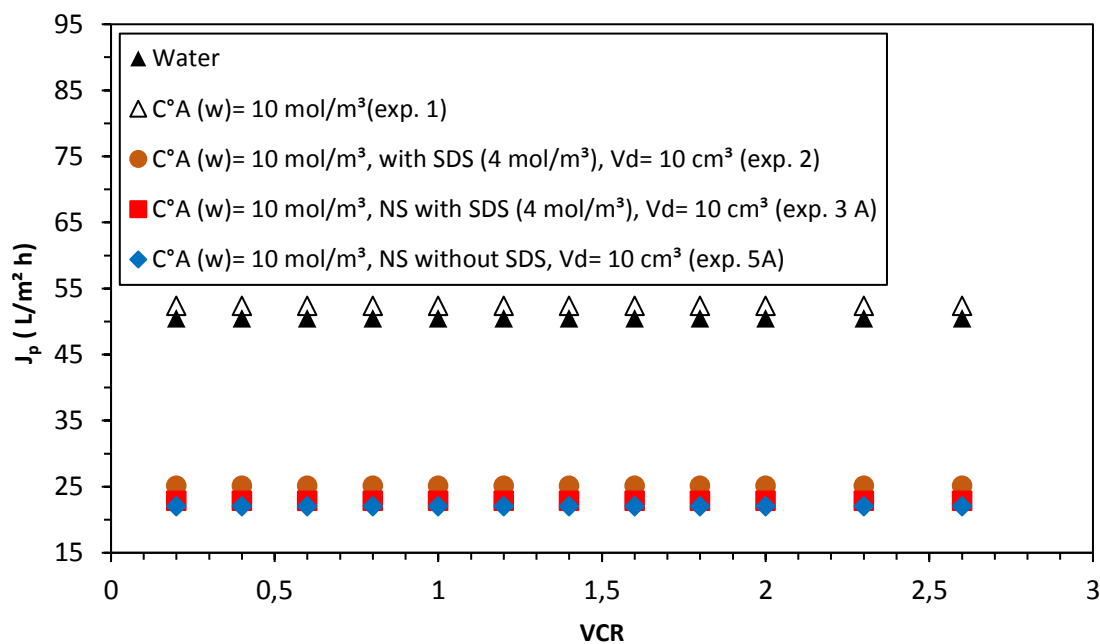 95
85
75
65
55
45
35
25
15
J_p ( L/m² h)
Water
C°A (w)= 10 mol/m³(exp. 1)
C°A (w)= 10 mol/m³, with SDS (4 mol/m³), Vd= 10 cm³ (exp. 2)
C°A (w)= 10 mol/m³, NS with SDS (4 mol/m³), Vd= 10 cm³ (exp. 3 A)
C°A (w)= 10 mol/m³, NS without SDS, Vd= 10 cm³ (exp. 5A)
0 0,5 1 1,5 2 2,5 3
VCR